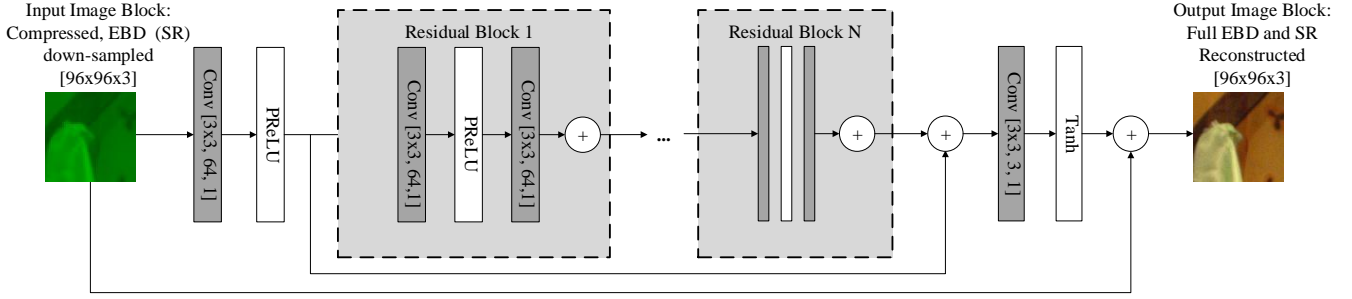 Input Image Block:
Compressed, EBD (SR)
down-sampled
[96x96x3]
Conv [3x3, 64, 1]
PReLU
Residual Block 1
Conv [3x3, 64,1]
PReLU
Conv [3x3, 64,1]
+
...
Residual Block N
+
+
Conv [3x3, 3, 1]
Tanh
+
Output Image Block:
Full EBD and SR
Reconstructed
[96x96x3]